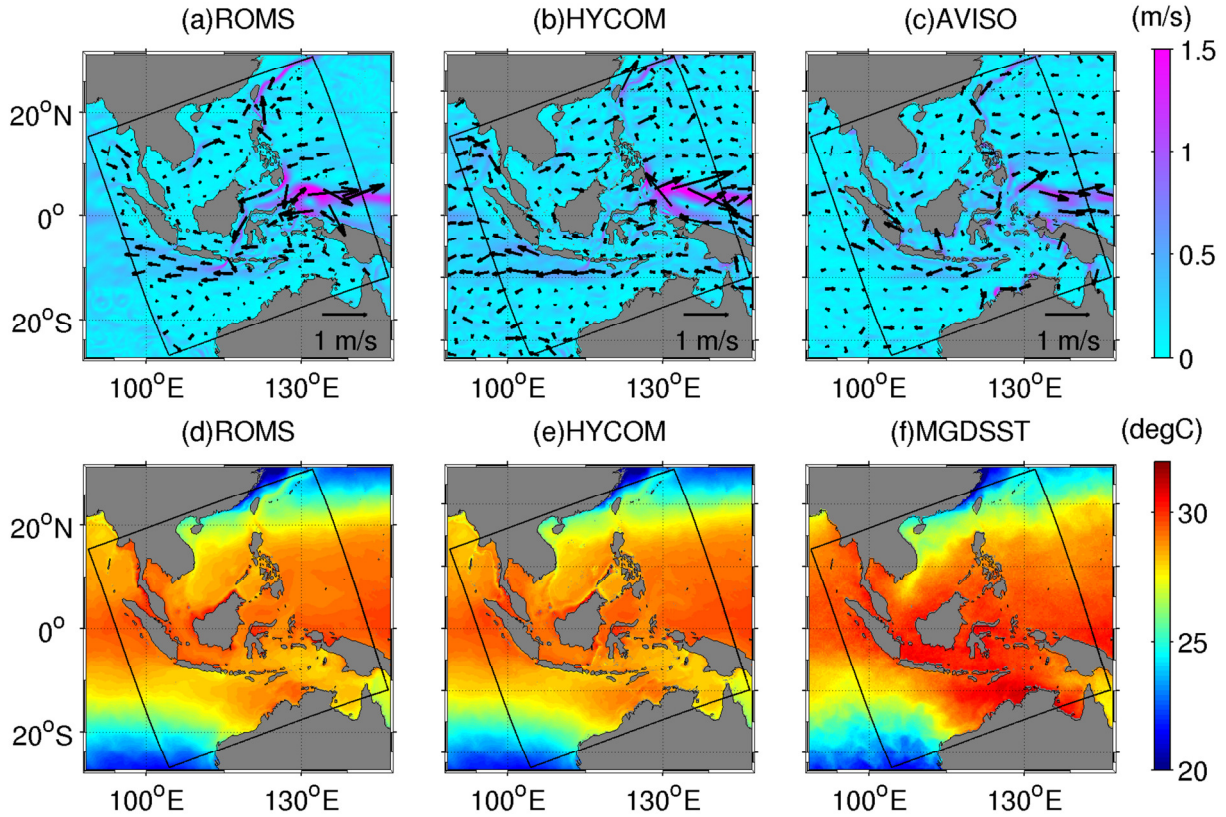 (a)ROMS (b)HYCOM (c)AVISO (m/s)
1.5
20°N
1
0°
0.5
20°S
1 m/s 1 m/s 1 m/s 0
100°E 130°E 100°E 130°E 100°E 130°E
(d)ROMS (e)HYCOM (f)MGDSST (degC)
20°N 30
0°
25
20°S
20
100°E 130°E 100°E 130°E 100°E 130°E